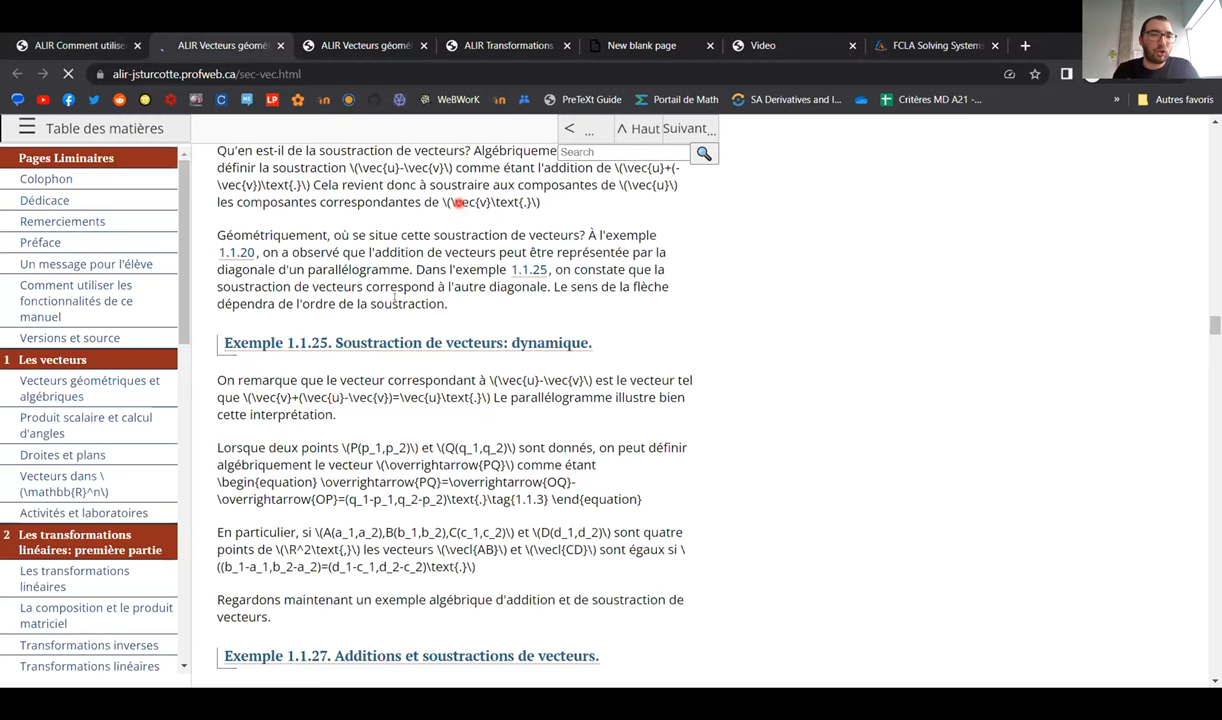 ALIR Comment utilise
ALIR Vecteurs géomé
ALIR Vecteurs géomé
ALIR Transformations
New blank page
Video
FCLA Solving Systems
alir-jsturcotte.profweb.ca/sec-vec.html
WeBWorK
PreTeXt Guide
Portail de Math
SA Derivatives and I...
Critères MD A21 -...
Autres favoris
Table des matières
< ...
Haut
Suivant...
Search
Pages Liminaires
Colophon
Dédicace
Remerciements
Préface
Un message pour l'élève
Comment utiliser les
fonctionnalités de ce
manuel
Versions et source
1 Les vecteurs
Vecteurs géométriques et
algébriques
Produit scalaire et calcul
d'angles
Droites et plans
Vecteurs dans \
(\mathbb{R}^n\)
Activités et laboratoires
2 Les transformations
linéaires: première partie
Les transformations
linéaires
La composition et le produit
matriciel
Transformations inverses
Transformations linéaires
Qu'en est-il de la soustraction de vecteurs? Algébriqueme
définir la soustraction \(\vec{u}-\vec{v}\) comme étant l'addition de \(\vec{u}+(-
\vec{v})\text{.}\) Cela revient donc à soustraire aux composantes de \(\vec{u}\)
les composantes correspondantes de \(\vec{v}\text{.}\)
Géométriquement, où se situe cette soustraction de vecteurs? À l'exemple
1.1.20, on a observé que l'addition de vecteurs peut être représentée par la
diagonale d'un parallélogramme. Dans l'exemple 1.1.25, on constate que la
soustraction de vecteurs correspond à l'autre diagonale. Le sens de la flèche
dépendra de l'ordre de la soustraction.
Exemple 1.1.25. Soustraction de vecteurs: dynamique.
On remarque que le vecteur correspondant à \(\vec{u}-\vec{v}\) est le vecteur tel
que \(\vec{v}+(\vec{u}-\vec{v})=\vec{u}\text{.}\) Le parallélogramme illustre bien
cette interprétation.
Lorsque deux points \(P(p_1,p_2)\) et \(Q(q_1,q_2)\) sont donnés, on peut définir
algébriquement le vecteur \(\overrightarrow{PQ}\) comme étant
\begin{equation} \overrightarrow{PQ}=\overrightarrow{OQ}-
\overrightarrow{OP}=(q_1-p_1,q_2-p_2)\text{.}\tag{1.1.3} \end{equation}
En particulier, si \(A(a_1,a_2),B(b_1,b_2),C(c_1,c_2)\) et \(D(d_1,d_2)\) sont quatre
points de \(\R^2\text{,}\) les vecteurs \(\vecl{AB}\) et \(\vecl{CD}\) sont égaux si \
((b_1-a_1,b_2-a_2)=(d_1-c_1,d_2-c_2)\text{.}\)
Regardons maintenant un exemple algébrique d'addition et de soustraction de
vecteurs.
Exemple 1.1.27. Additions et soustractions de vecteurs.